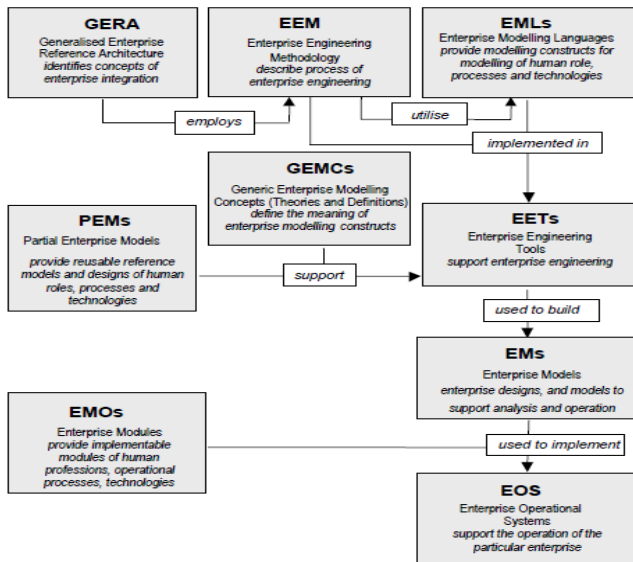 GERA
Generalised Enterprise
Reference Architecture
identifies concepts of
enterprise integration
EEM
Enterprise Engineering
Methodology
describe process of
enterprise engineering
EMLs
Enterprise Modelling Languages
provide modelling constructs for
modelling of human role,
processes and technologies
employs
utilise
implemented in
GEMCs
Generic Enterprise Modelling
Concepts (Theories and Definitions)
define the meaning of
enterprise modelling constructs
PEMs
Partial Enterprise Models
provide reusable reference
models and designs of human
roles, processes and
technologies
EETs
Enterprise Engineering
Tools
support enterprise engineering
support
used to build
EMs
Enterprise Models
enterprise designs, and models to
support analysis and operation
EMOs
Enterprise Modules
provide implementable
modules of human
professions, operational
processes, technologies
used to implement
EOS
Enterprise Operational
Systems
support the operation of the
particular enterprise